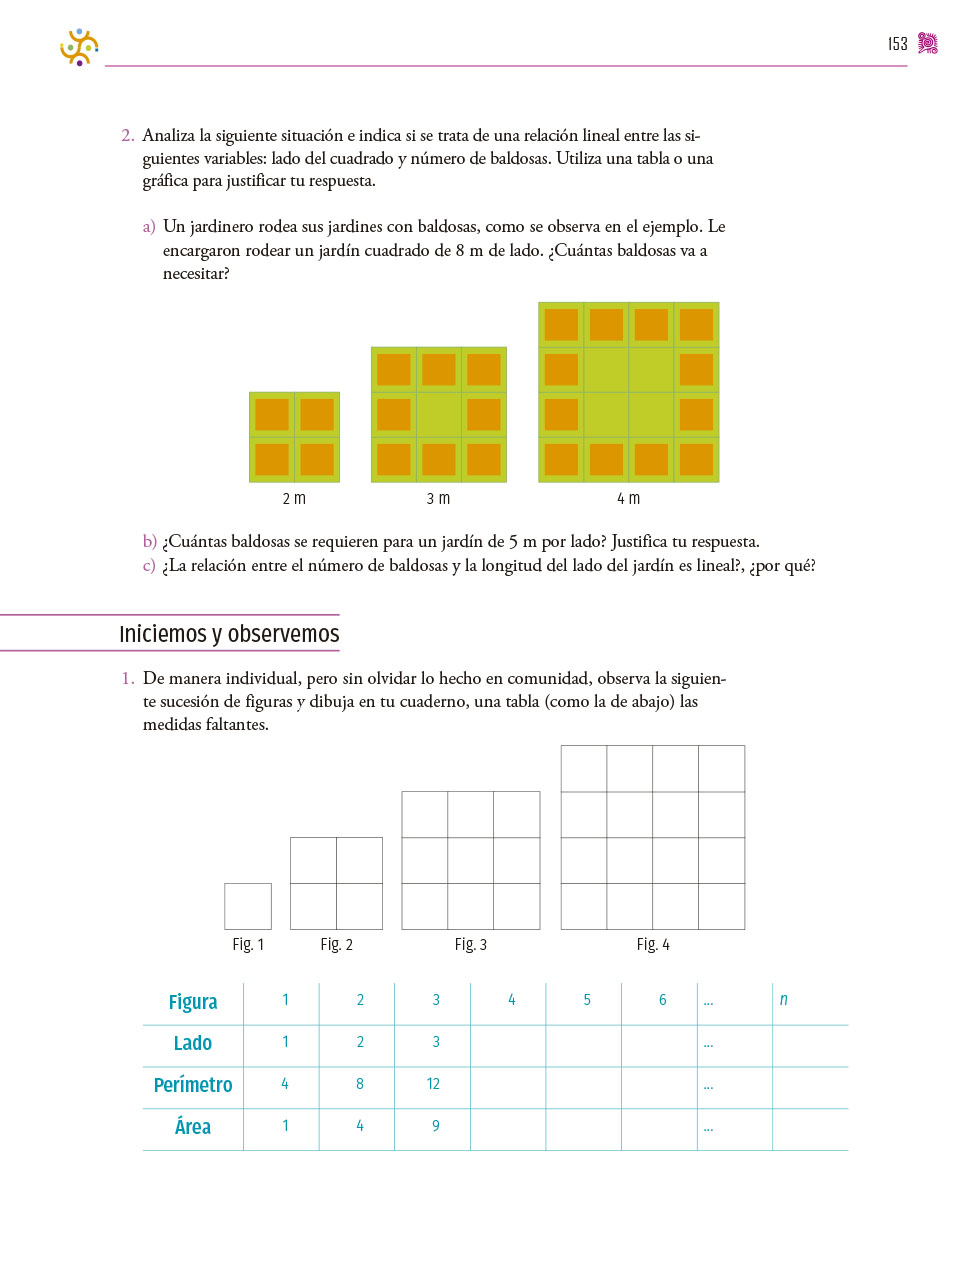 153
2. Analiza la siguiente situación e indica si se trata de una relación lineal entre las si-
guientes variables: lado del cuadrado y número de baldosas. Utiliza una tabla o una
gráfica para justificar tu respuesta.
a) Un jardinero rodea sus jardines con baldosas, como se observa en el ejemplo. Le
encargaron rodear un jardín cuadrado de 8 m de lado. ¿Cuántas baldosas va a
necesitar?
2 m 3 m 4 m
b) ¿Cuántas baldosas se requieren para un jardín de 5 m por lado? Justifica tu respuesta.
c) ¿La relación entre el número de baldosas y la longitud del lado del jardín es lineal?, ¿por qué?
Iniciemos y observemos
1. De manera individual, pero sin olvidar lo hecho en comunidad, observa la siguien-
te sucesión de figuras y dibuja en tu cuaderno, una tabla (como la de abajo) las
medidas faltantes.
Fig. 1 Fig. 2 Fig. 3 Fig. 4
Figura 1 2 3 4 5 6 ... n
Lado 1 2 3 ...
Perímetro 4 8 12 ...
Área 1 4 9 ...